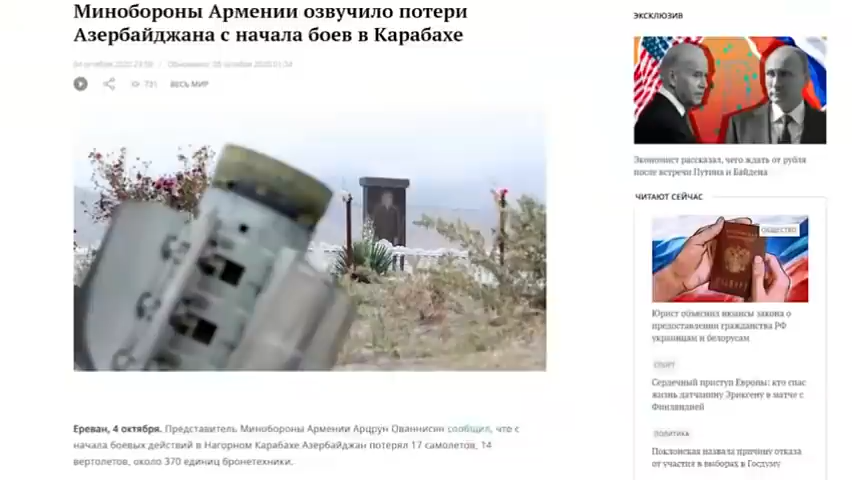 Минобороны Армении озвучило потери
Азербайджана с начала боев в Карабахе
731
ВЕСЬ МИР
Ереван, 4 октября. Представитель Минобороны Армении Арцрун Ованнисян сообщил, что с
начала боевых действий в Нагорном Карабахе Азербайджан потерял 17 самолетов, 14
вертолетов, около 370 единиц бронетехники.
ЭКСКЛЮЗИВ
Экономист рассказал, чего ждать от рубля
после встречи Путина и Байдена
ЧИТАЮТ СЕЙЧАС
ОБЩЕСТВО
Юрист объяснил нюансы закона о
предоставлении гражданства РФ
украинцам и белорусам
СПОРТ
Сердечный приступ Европы: кто спас
жизнь датчанину Эриксену в матче с
Финляндией
ПОЛИТИКА
Поклонская назвала причину отказа
от участия в выборах в Госдуму